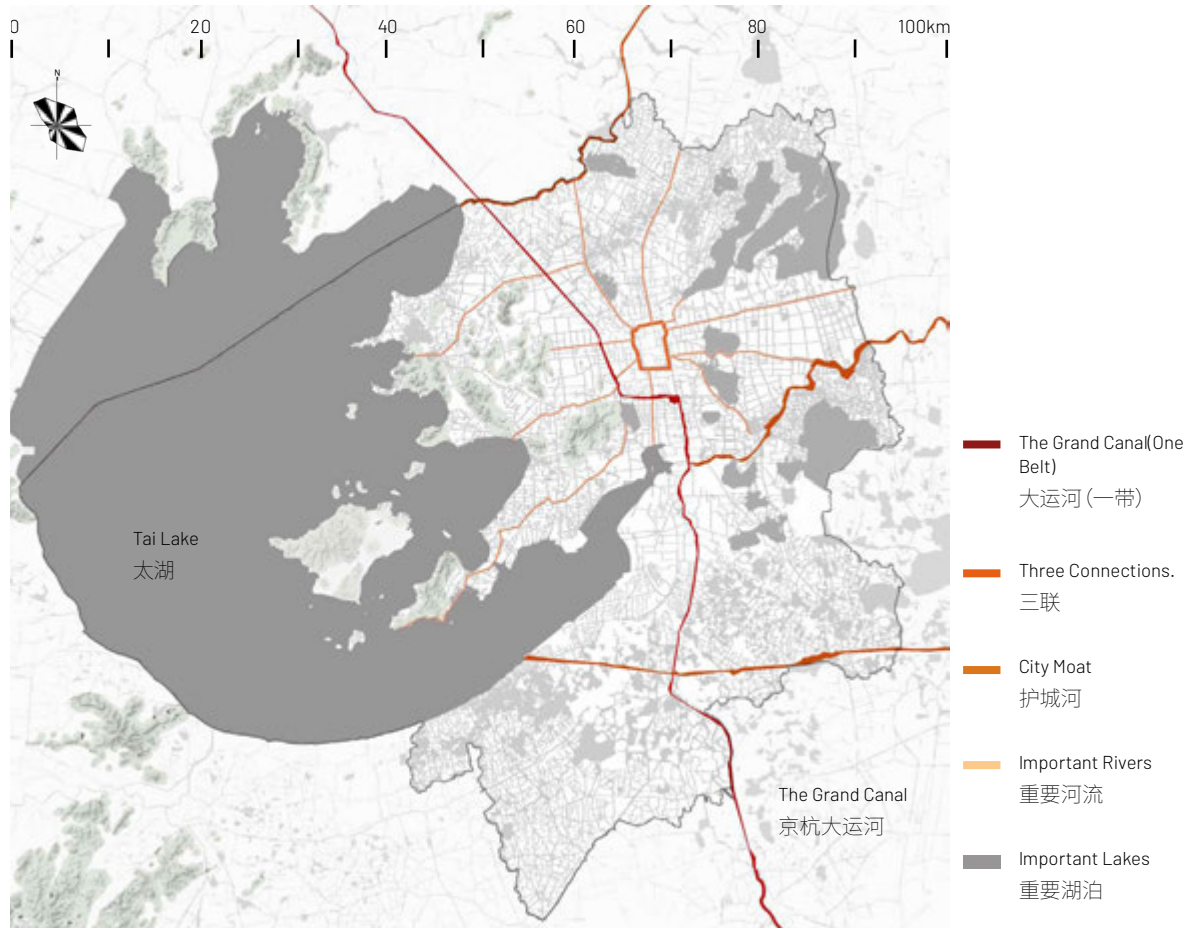 0 20 40 60 80 100km
N
Tai Lake
太湖
The Grand Canal
京杭大运河
The Grand Canal(One
Belt)
大运河（一带）
Three Connections.
三联
City Moat
护城河
Important Rivers
重要河流
Important Lakes
重要湖泊